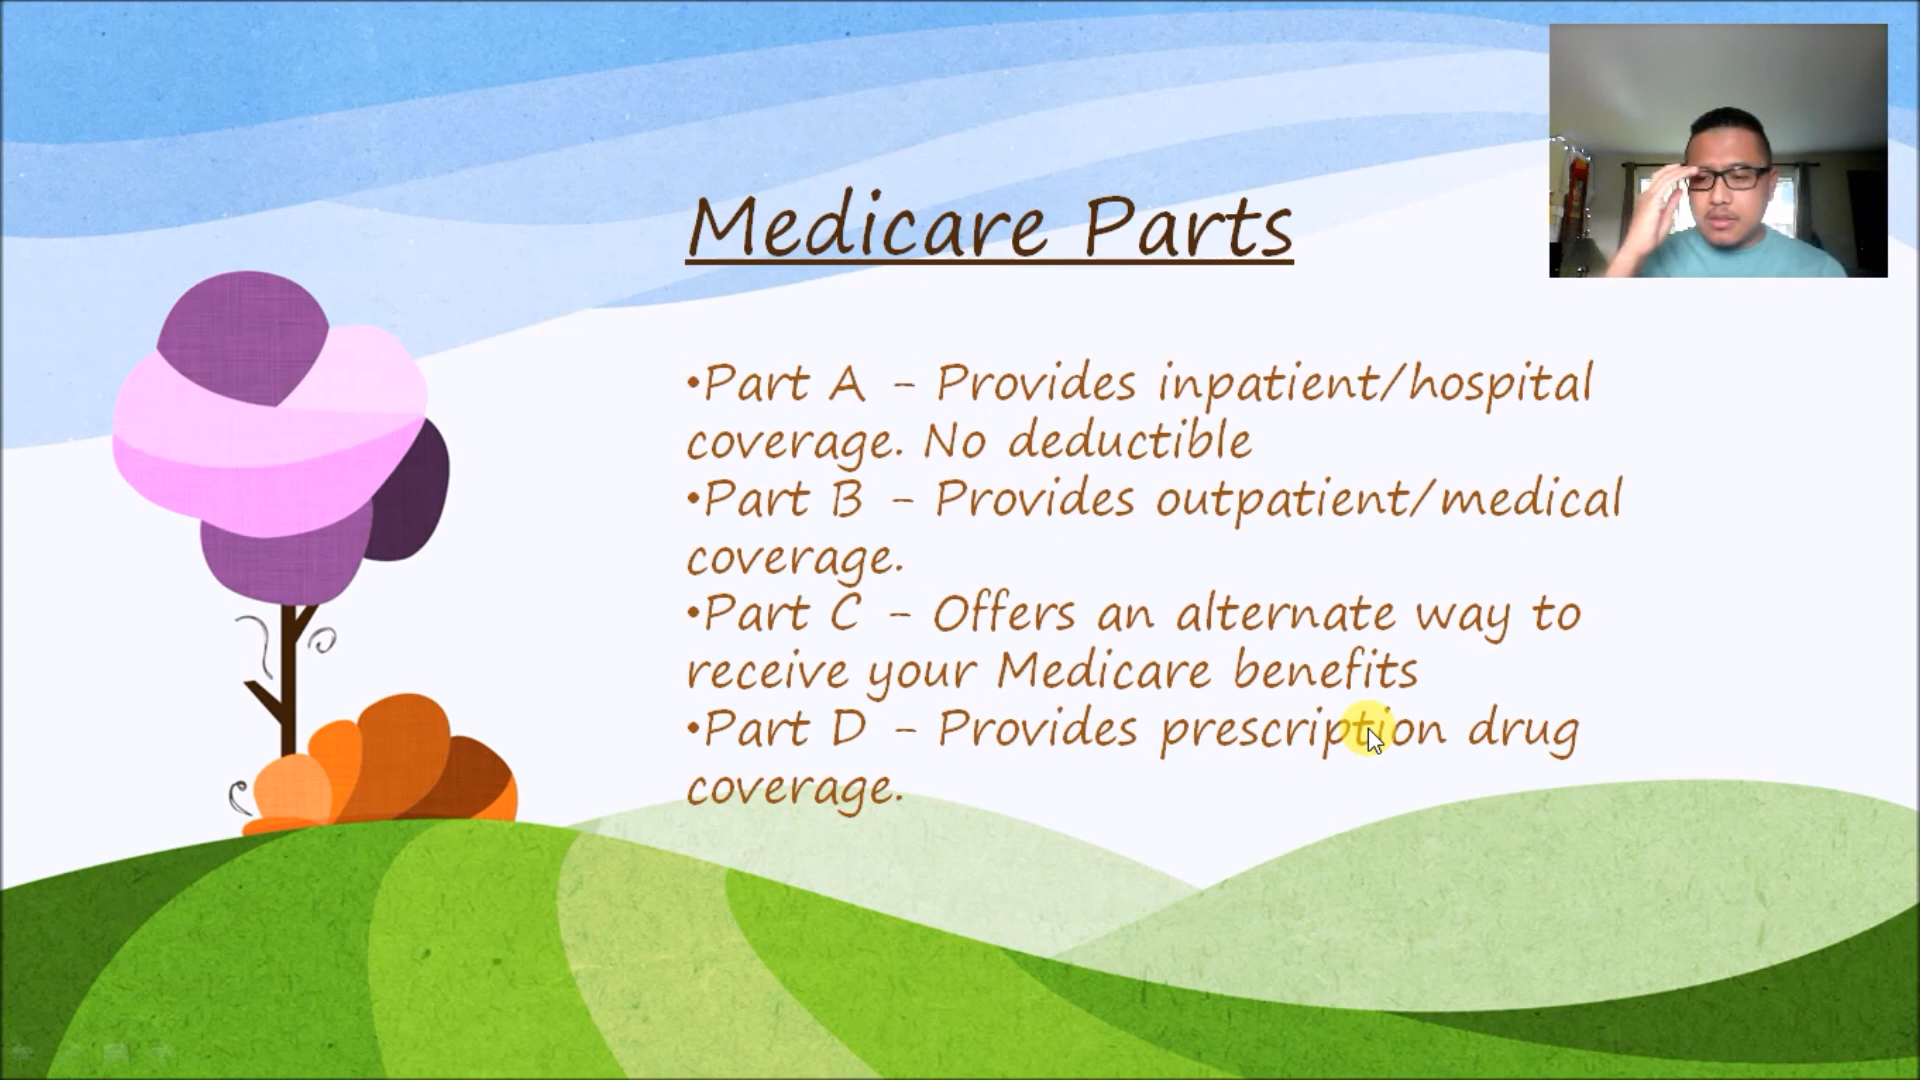 Medicare Parts
•Part A - Provides inpatient/hospital
coverage. No deductible
•Part B - Provides outpatient/medical
coverage.
•Part C - Offers an alternate way to
receive your Medicare benefits
•Part D - Provides prescription drug
coverage.